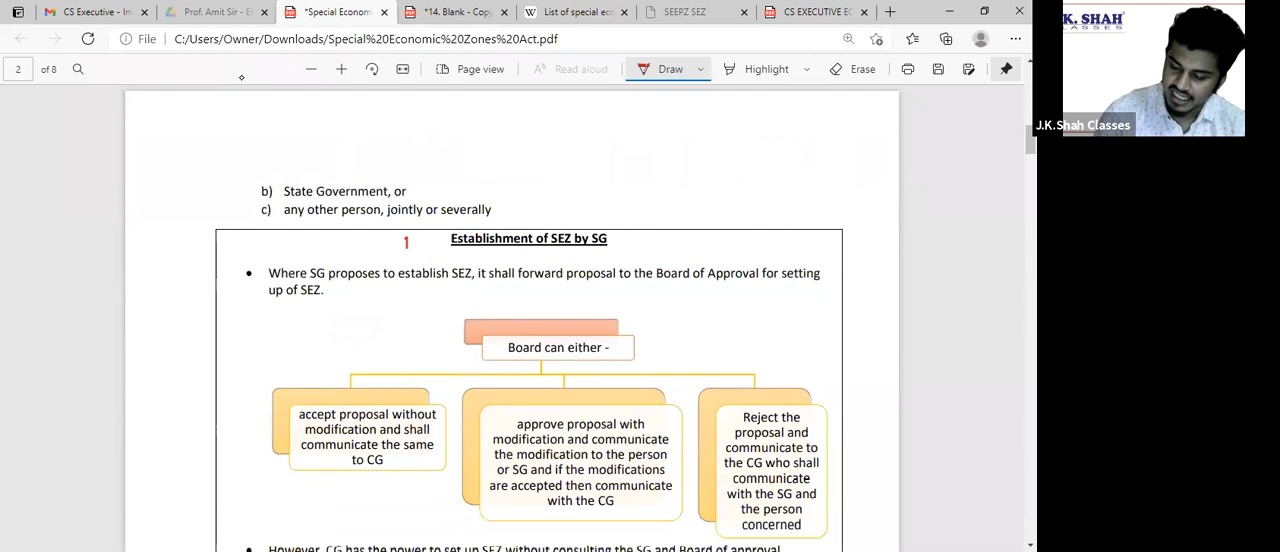 Gmail - CS Executive - Inv
Prof. Amit Sir - El
*Special Econom
*14. Blank - Cop
List of special eco
SEEPZ SEZ
CS EXECUTIVE EC
File
C:/Users/Owner/Downloads/Special%20Economic%20Zones%20Act.pdf
2 of 8
Page view
Read aloud
Draw
Highlight
Erase
K. SHAH
CLASSES
J.K.Shah Classes
b) State Government, or
c) any other person, jointly or severally
1 Establishment of SEZ by SG
• Where SG proposes to establish SEZ, it shall forward proposal to the Board of Approval for setting
up of SEZ.
Board can either -
accept proposal without
modification and shall
communicate the same
to CG
approve proposal with
modification and communicate
the modification to the person
or SG and if the modifications
are accepted then communicate
with the CG
Reject the
proposal and
communicate to
the CG who shall
communicate
with the SG and
the person
concerned
• However, CG has the power to set up SEZ without consulting the SG and Board of approval